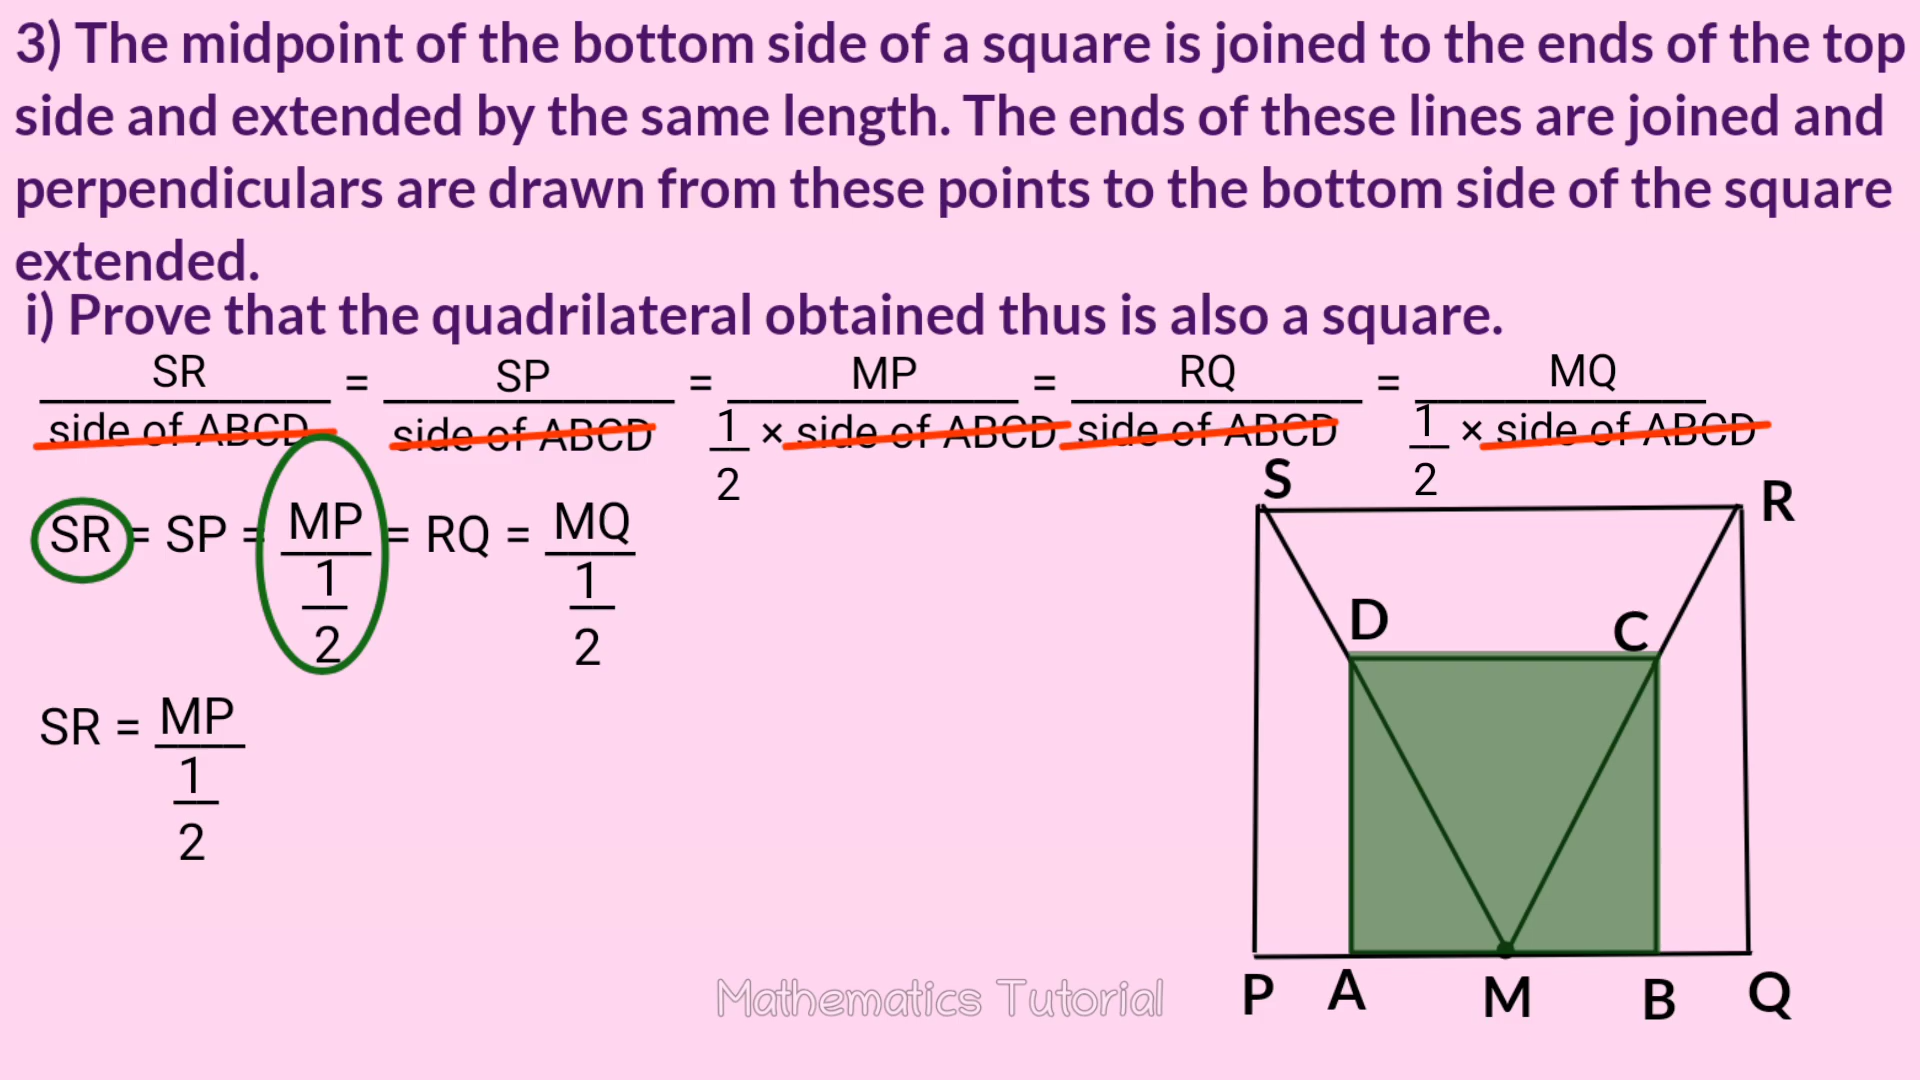 3) The midpoint of the bottom side of a square is joined to the ends of the top
side and extended by the same length. The ends of these lines are joined and
perpendiculars are drawn from these points to the bottom side of the square
extended.
i) Prove that the quadrilateral obtained thus is also a square.
SR/side of ABCD = SP/side of ABCD = MP/(1/2 × side of ABCD) = RQ/side of ABCD = MQ/(1/2 × side of ABCD)
SR = SP = MP/(1/2) = RQ = MQ/(1/2)
SR = MP/(1/2)
S
R
D
C
P A M B Q
Mathematics Tutorial